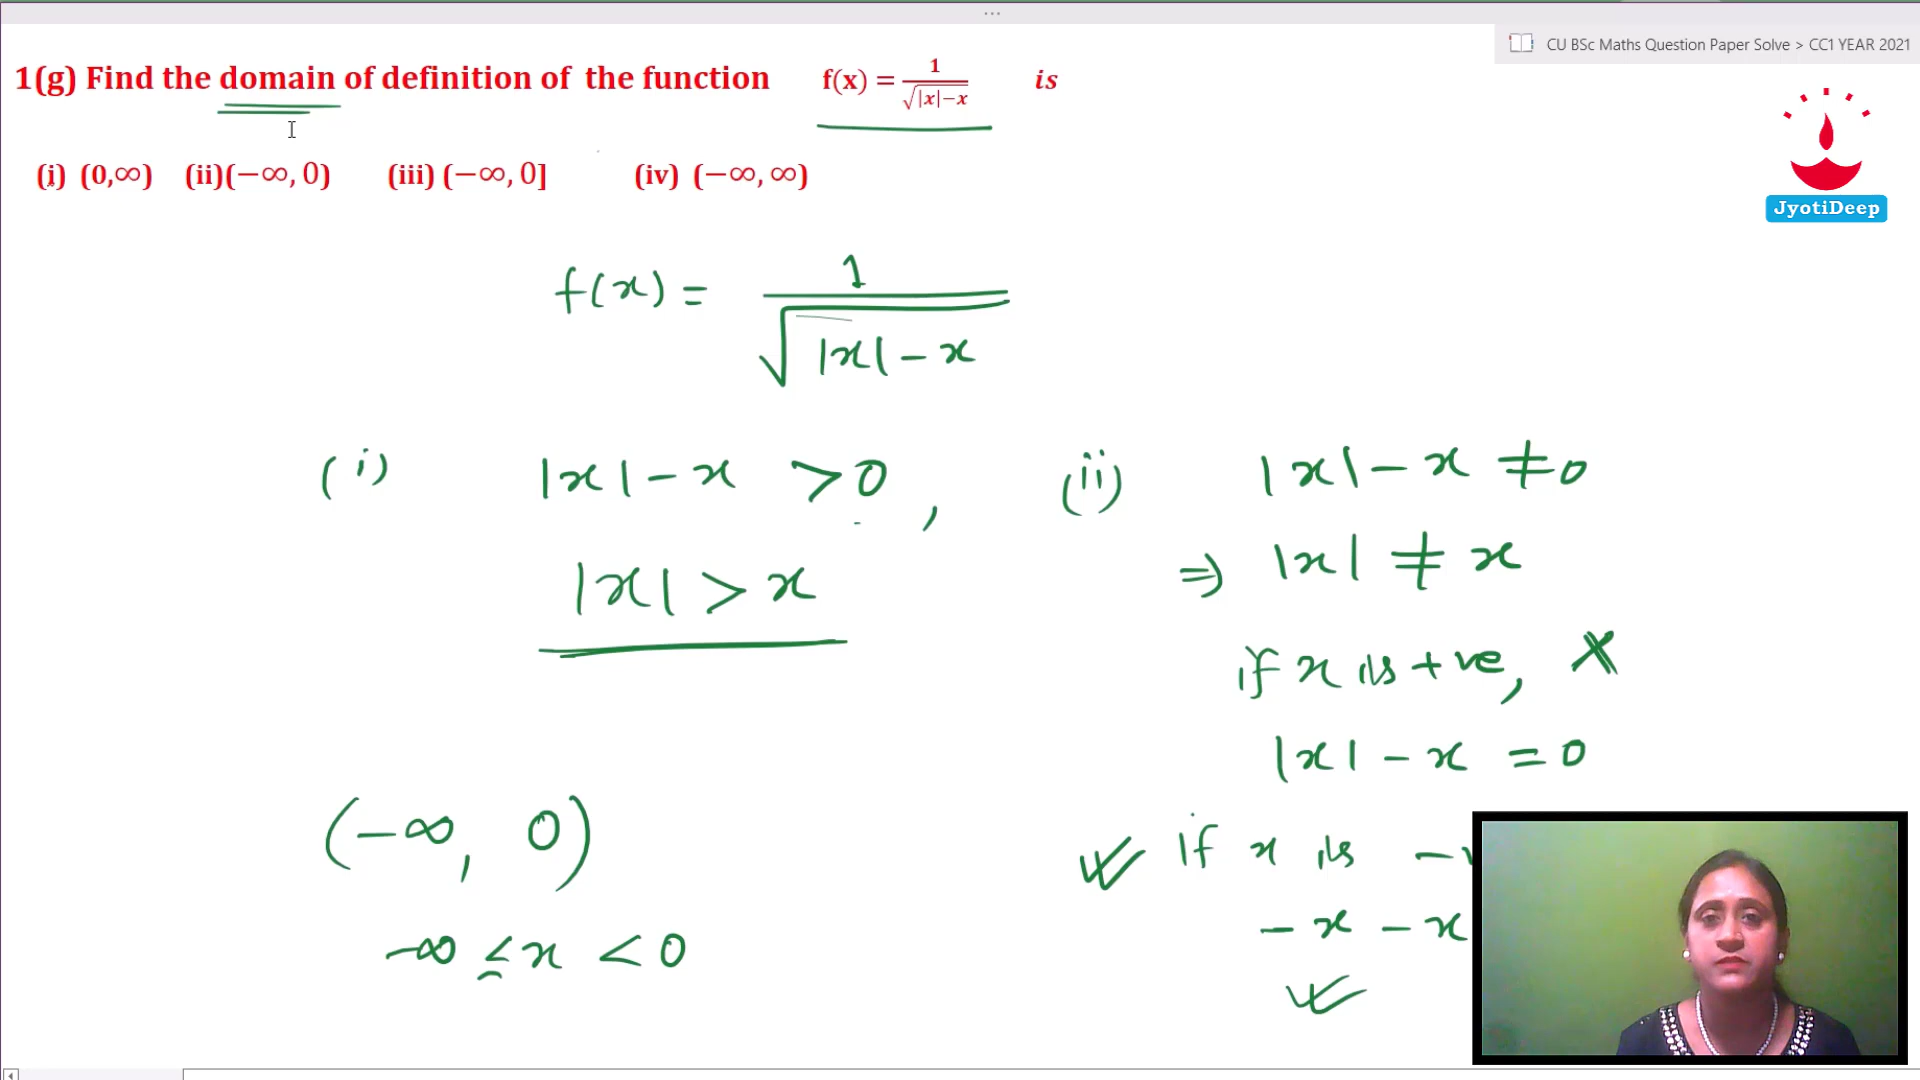 CU BSc Maths Question Paper Solve > CC1 YEAR 2021
1(g) Find the domain of definition of the function f(x) = 1/√(|x|−x) is
(i) (0,∞) (ii)(−∞, 0) (iii) (−∞, 0] (iv) (−∞, ∞)
JyotiDeep
f(x) = 1/√(|x| − x)
(i) |x| − x > 0, (ii) |x| − x ≠ 0
|x| > x
⇒ |x| ≠ x
if x is +ve, ×
|x| − x = 0
(−∞, 0)
if x is −
−∞ ≤ x < 0
− x − x